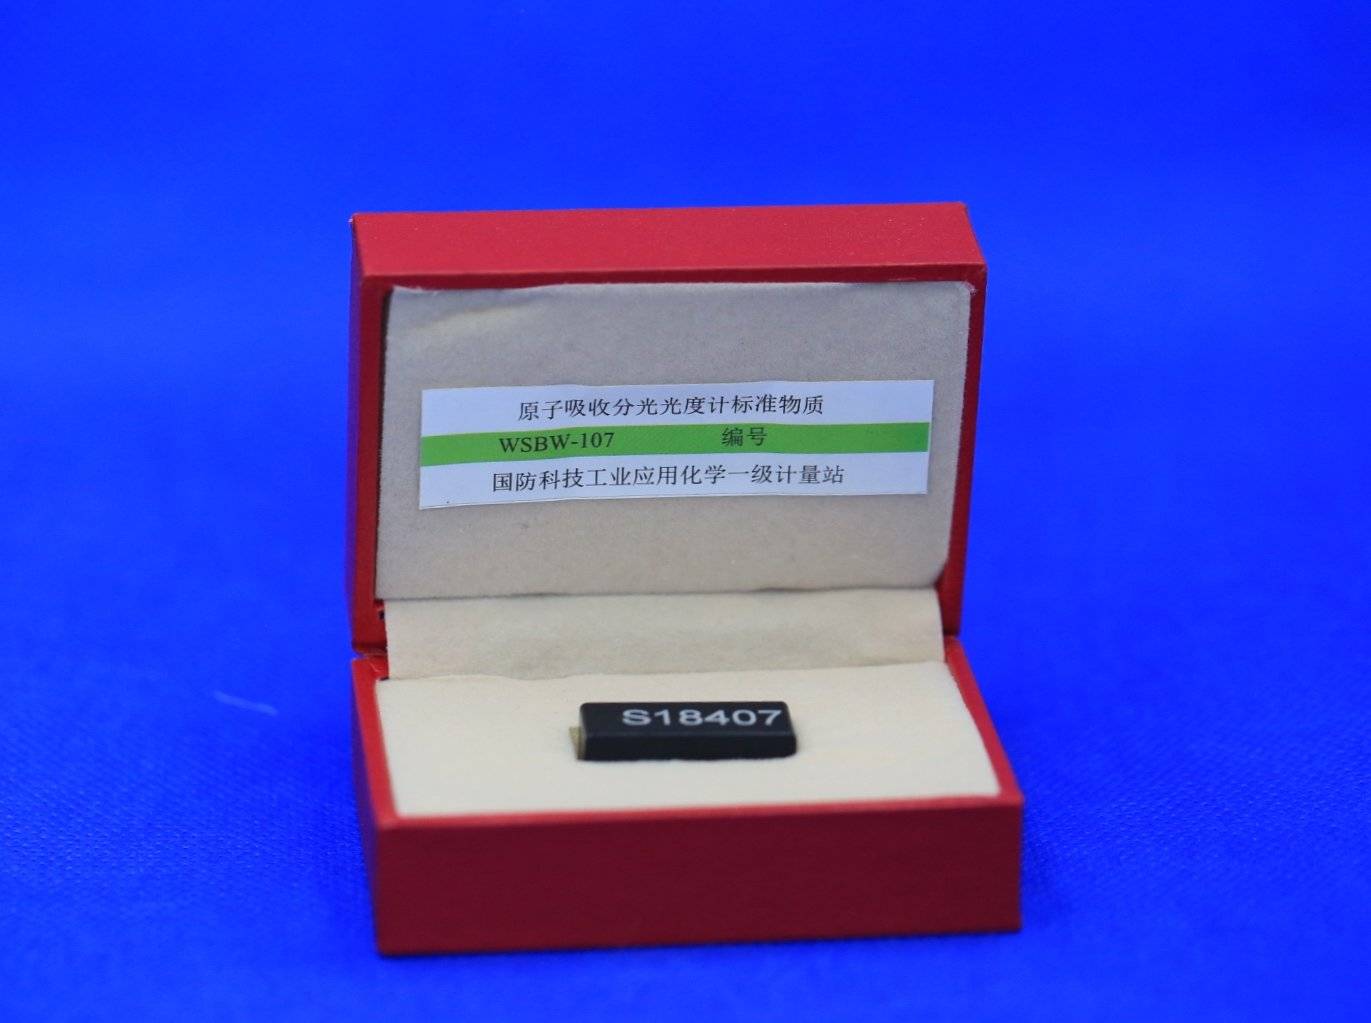 原子吸收分光光度计标准物质
WSBW-107 编号
国防科技工业应用化学一级计量站
S18407